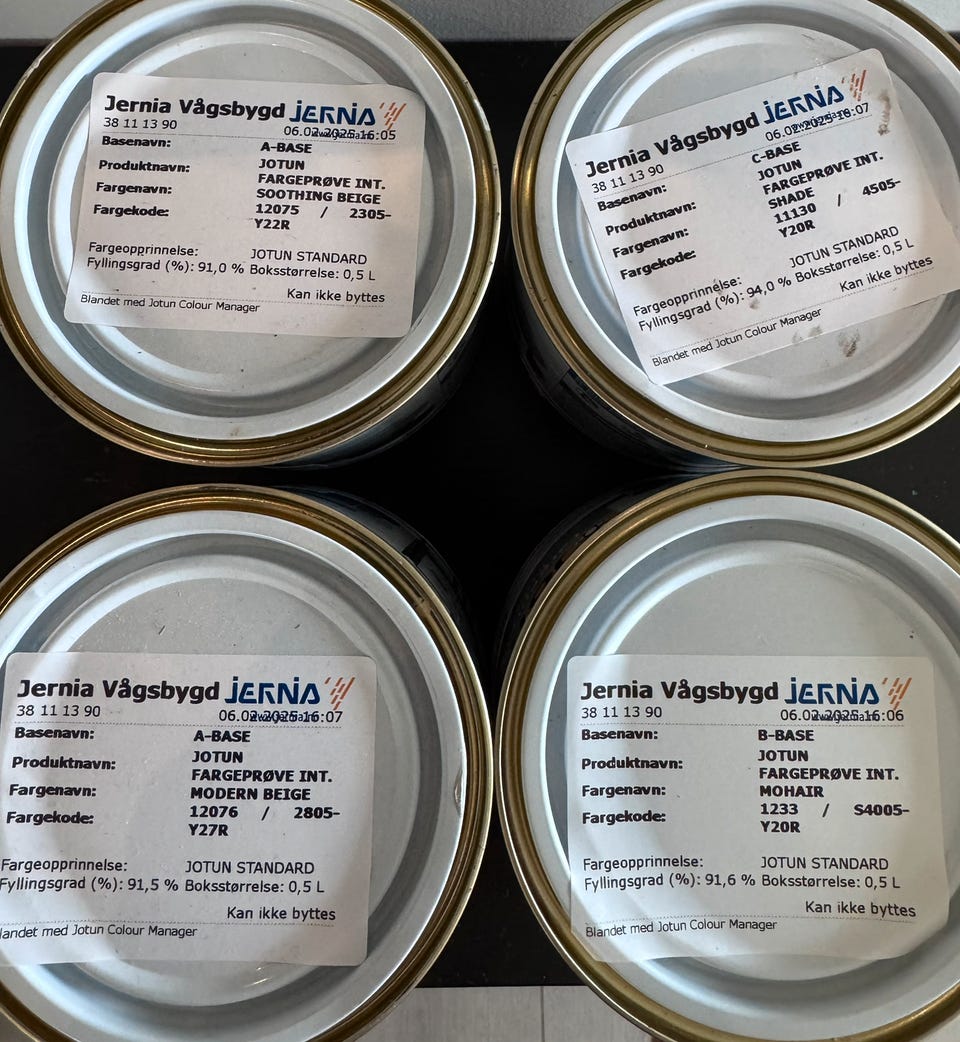 Jernia Vågsbygd JERNIA
38 11 13 90 06.02.2025 16:05
Basenavn: A-BASE
Produktnavn: JOTUN
FARGEPRØVE INT.
Fargenavn: SOOTHING BEIGE
Fargekode: 12075 / 2305-
Y22R
Fargeopprinnelse: JOTUN STANDARD
Fyllingsgrad (%): 91,0 % Boksstørrelse: 0,5 L
Kan ikke byttes
Blandet med Jotun Colour Manager
Jernia Vågsbygd JERNIA
38 11 13 90 06.02.2025 16:07
Basenavn: C-BASE
Produktnavn: JOTUN
FARGEPRØVE INT.
Fargenavn: SHADE
Fargekode: 11130 / 4505-
Y20R
Fargeopprinnelse: JOTUN STANDARD
Fyllingsgrad (%): 94,0 % Boksstørrelse: 0,5 L
Kan ikke byttes
Blandet med Jotun Colour Manager
Jernia Vågsbygd JERNIA
38 11 13 90 06.02.2025 16:07
Basenavn: A-BASE
Produktnavn: JOTUN
FARGEPRØVE INT.
Fargenavn: MODERN BEIGE
Fargekode: 12076 / 2805-
Y27R
Fargeopprinnelse: JOTUN STANDARD
Fyllingsgrad (%): 91,5 % Boksstørrelse: 0,5 L
Kan ikke byttes
landet med Jotun Colour Manager
Jernia Vågsbygd JERNIA
38 11 13 90 06.02.2025 16:06
Basenavn: B-BASE
Produktnavn: JOTUN
FARGEPRØVE INT.
Fargenavn: MOHAIR
Fargekode: 1233 / S4005-
Y20R
Fargeopprinnelse: JOTUN STANDARD
Fyllingsgrad (%): 91,6 % Boksstørrelse: 0,5 L
Kan ikke byttes
Blandet med Jotun Colour Manager